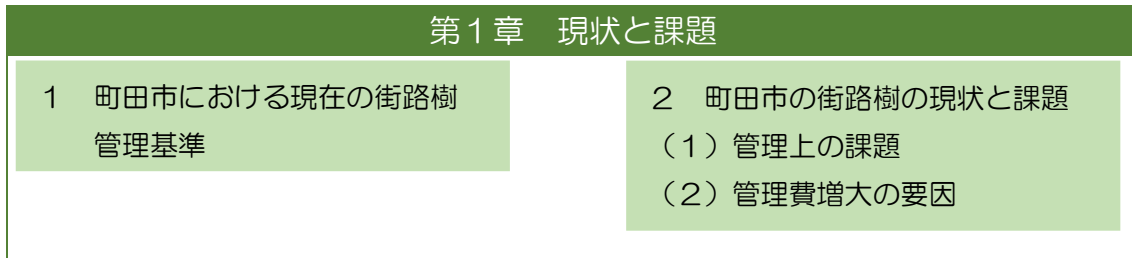 第１章　現状と課題
１　町田市における現在の街路樹
管理基準
２　町田市の街路樹の現状と課題
（１）管理上の課題
（２）管理費増大の要因